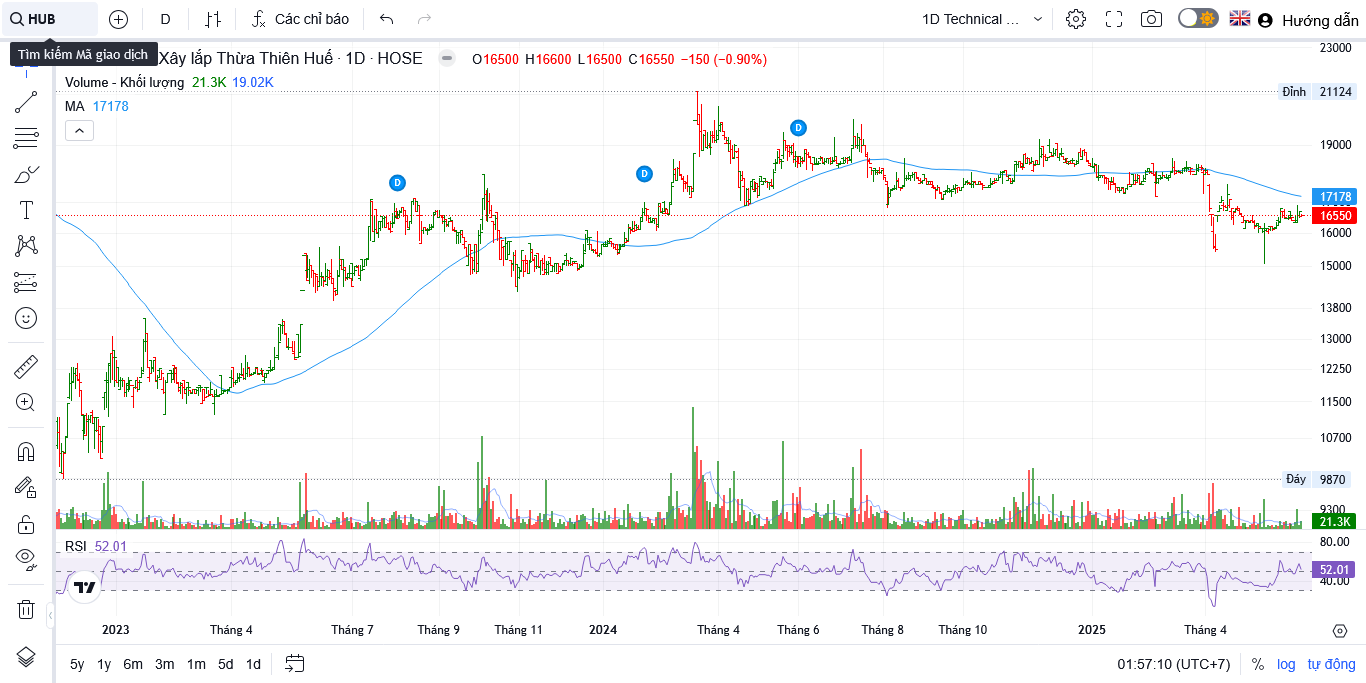 HUB D Các chỉ báo 1D Technical ... Hướng dẫn
Tìm kiếm Mã giao dịch Xây lắp Thừa Thiên Huế · 1D · HOSE O16500 H16600 L16500 C16550 −150 (−0.90%)
Volume - Khối lượng 21.3K 19.02K
MA 17178
23000
Đỉnh 21124
D
D
D
19000
17178
16550
16000
15000
13800
13000
12250
11500
10700
Đáy 9870
9300
21.3K
RSI 52.01
80.00
52.01
40.00
2023 Tháng 4 Tháng 7 Tháng 9 Tháng 11 2024 Tháng 4 Tháng 6 Tháng 8 Tháng 10 2025 Tháng 4
5y 1y 6m 3m 1m 5d 1d 01:57:10 (UTC+7) % log tự động